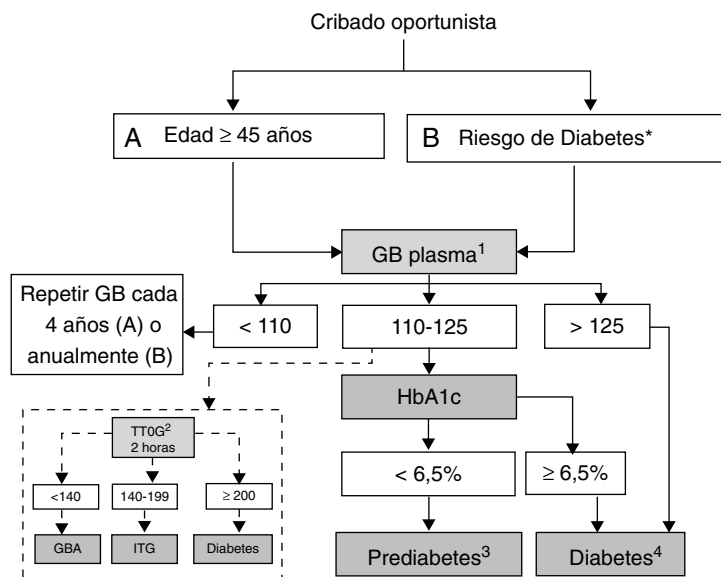 Cribado oportunista
A Edad ≥ 45 años
B Riesgo de Diabetes*
GB plasma¹
Repetir GB cada
4 años (A) o
anualmente (B)
< 110
110-125
> 125
HbA1c
TT0G²
2 horas
< 6,5%
≥ 6,5%
<140
140-199
≥ 200
GBA
ITG
Diabetes
Prediabetes³
Diabetes⁴